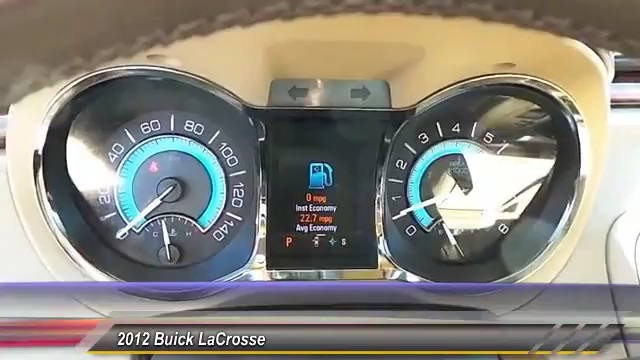 20 40 60 80 100 120 140
C H
0 1 2 3 4 5 8
0 mpg
Inst Economy
22.7 mpg
Avg Economy
P S
2012 Buick LaCrosse